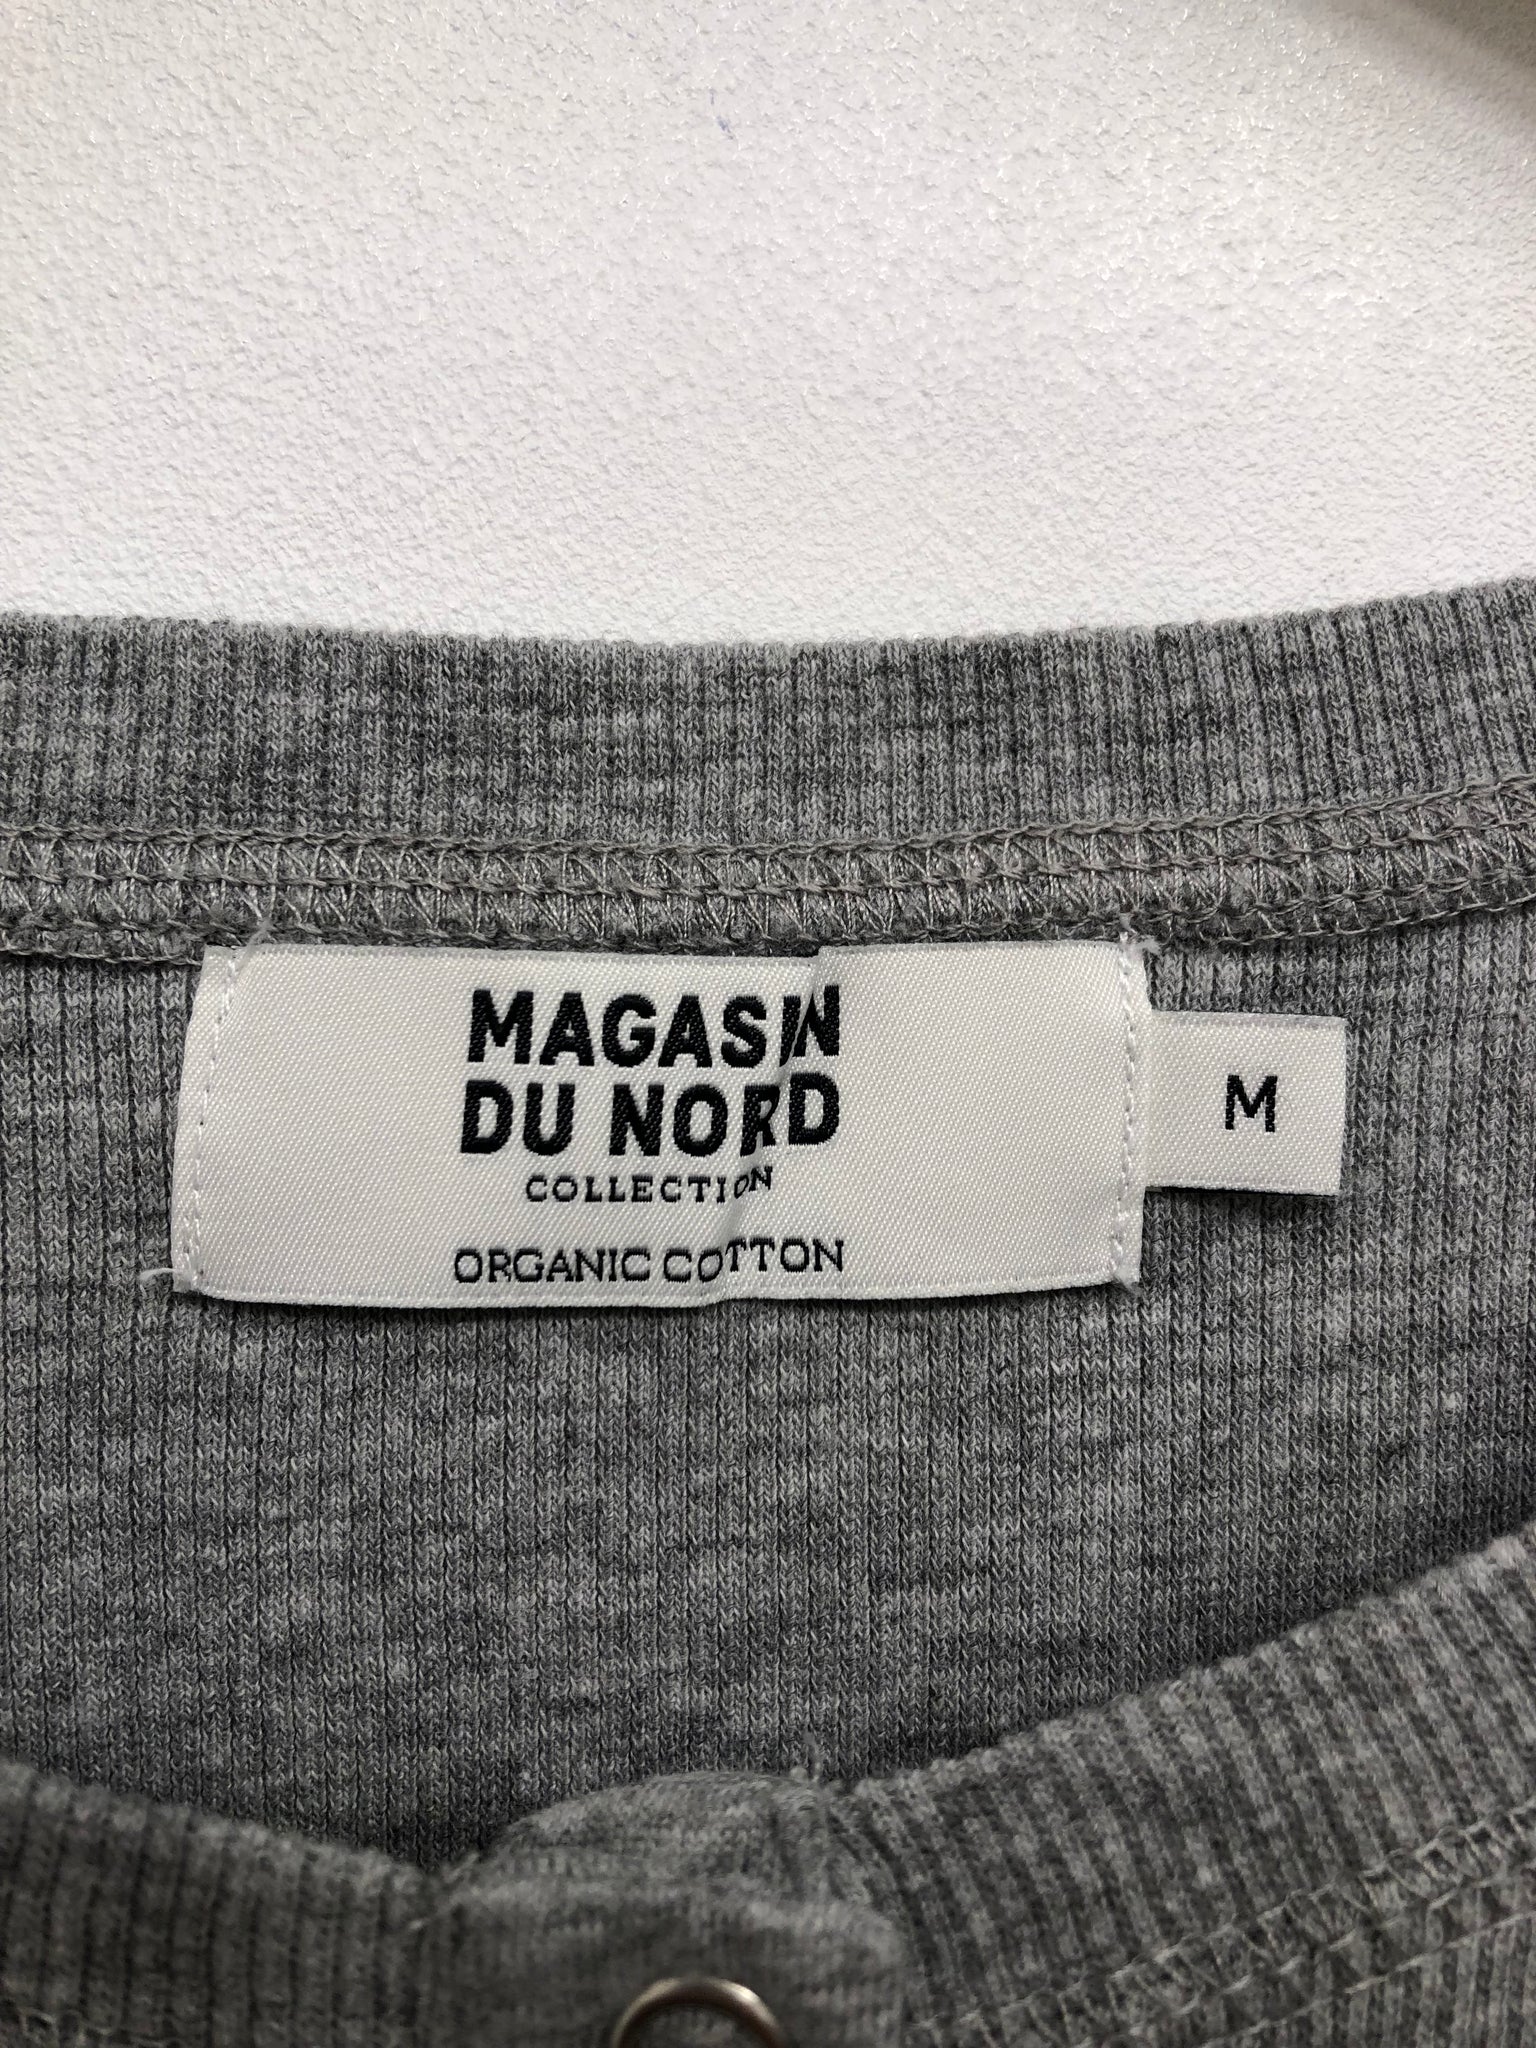 MAGASIN
DU NORD
COLLECTION
ORGANIC COTTON
M